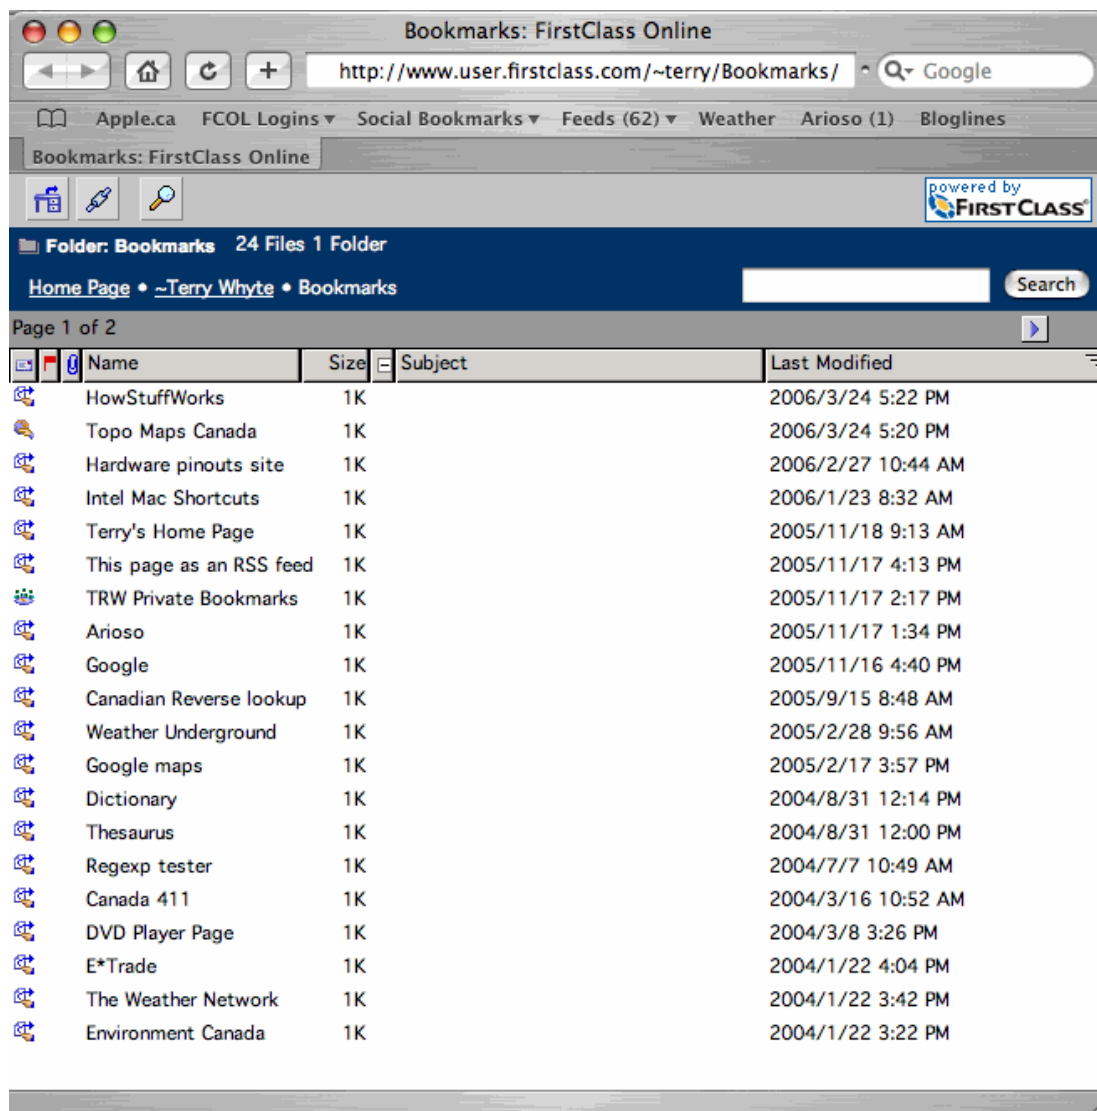 Bookmarks: FirstClass Online
http://www.user.firstclass.com/~terry/Bookmarks/ Google
Apple.ca FCOL Logins Social Bookmarks Feeds (62) Weather Arioso (1) Bloglines
Bookmarks: FirstClass Online
powered by
FIRSTCLASS
Folder: Bookmarks 24 Files 1 Folder
Home Page • ~Terry Whyte • Bookmarks Search
Page 1 of 2
Name Size Subject Last Modified
HowStuffWorks 1K 2006/3/24 5:22 PM
Topo Maps Canada 1K 2006/3/24 5:20 PM
Hardware pinouts site 1K 2006/2/27 10:44 AM
Intel Mac Shortcuts 1K 2006/1/23 8:32 AM
Terry's Home Page 1K 2005/11/18 9:13 AM
This page as an RSS feed 1K 2005/11/17 4:13 PM
TRW Private Bookmarks 1K 2005/11/17 2:17 PM
Arioso 1K 2005/11/17 1:34 PM
Google 1K 2005/11/16 4:40 PM
Canadian Reverse lookup 1K 2005/9/15 8:48 AM
Weather Underground 1K 2005/2/28 9:56 AM
Google maps 1K 2005/2/17 3:57 PM
Dictionary 1K 2004/8/31 12:14 PM
Thesaurus 1K 2004/8/31 12:00 PM
Regexp tester 1K 2004/7/7 10:49 AM
Canada 411 1K 2004/3/16 10:52 AM
DVD Player Page 1K 2004/3/8 3:26 PM
E*Trade 1K 2004/1/22 4:04 PM
The Weather Network 1K 2004/1/22 3:42 PM
Environment Canada 1K 2004/1/22 3:22 PM